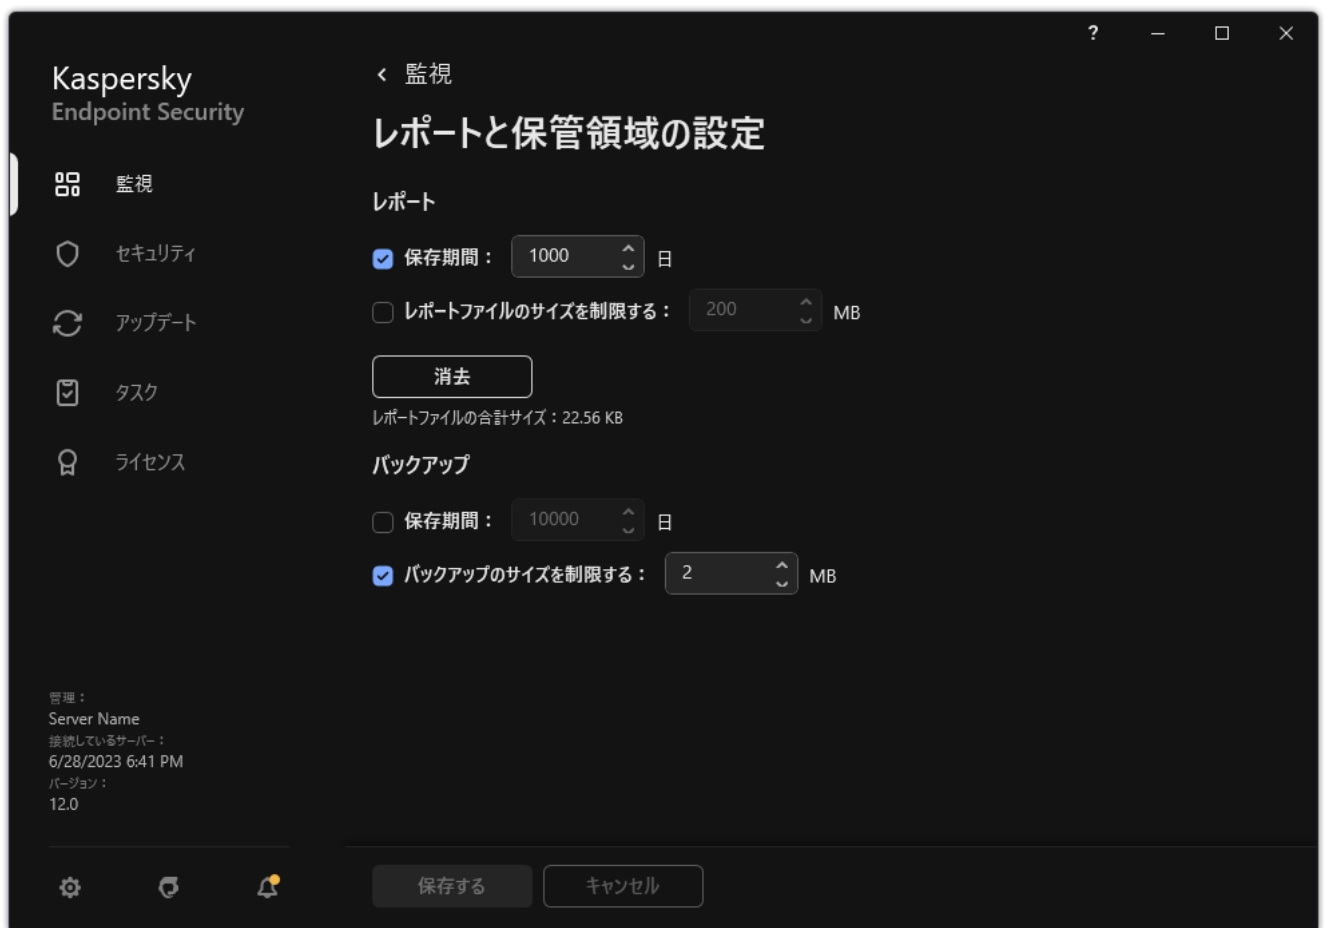 ?
Kaspersky
Endpoint Security
監視
セキュリティ
アップデート
タスク
ライセンス
管理：
Server Name
接続しているサーバー：
6/28/2023 6:41 PM
バージョン：
12.0
監視
レポートと保管領域の設定
レポート
保存期間： 1000 日
レポートファイルのサイズを制限する： 200 MB
消去
レポートファイルの合計サイズ：22.56 KB
バックアップ
保存期間： 10000 日
バックアップのサイズを制限する： 2 MB
保存する キャンセル